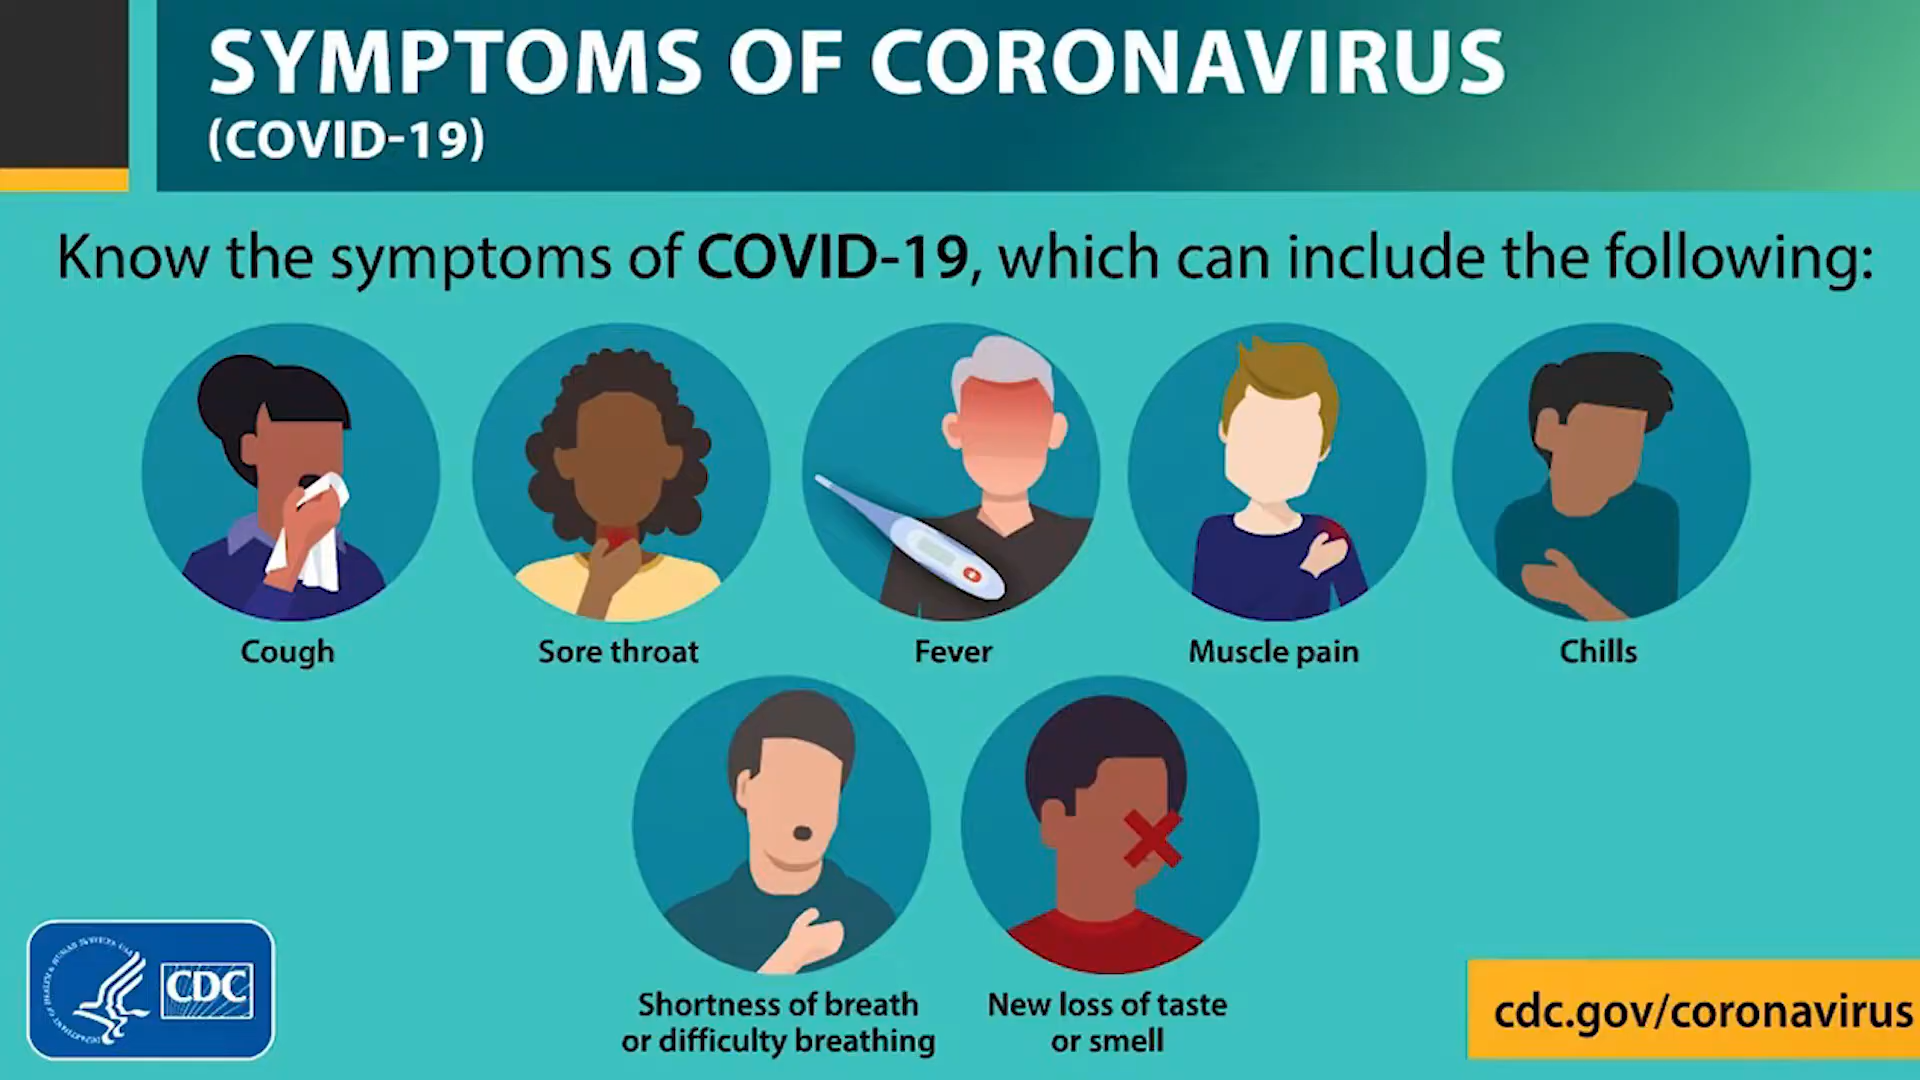 SYMPTOMS OF CORONAVIRUS
(COVID-19)
Know the symptoms of COVID-19, which can include the following:
Cough
Sore throat
Fever
Muscle pain
Chills
Shortness of breath
or difficulty breathing
New loss of taste
or smell
CDC
cdc.gov/coronavirus